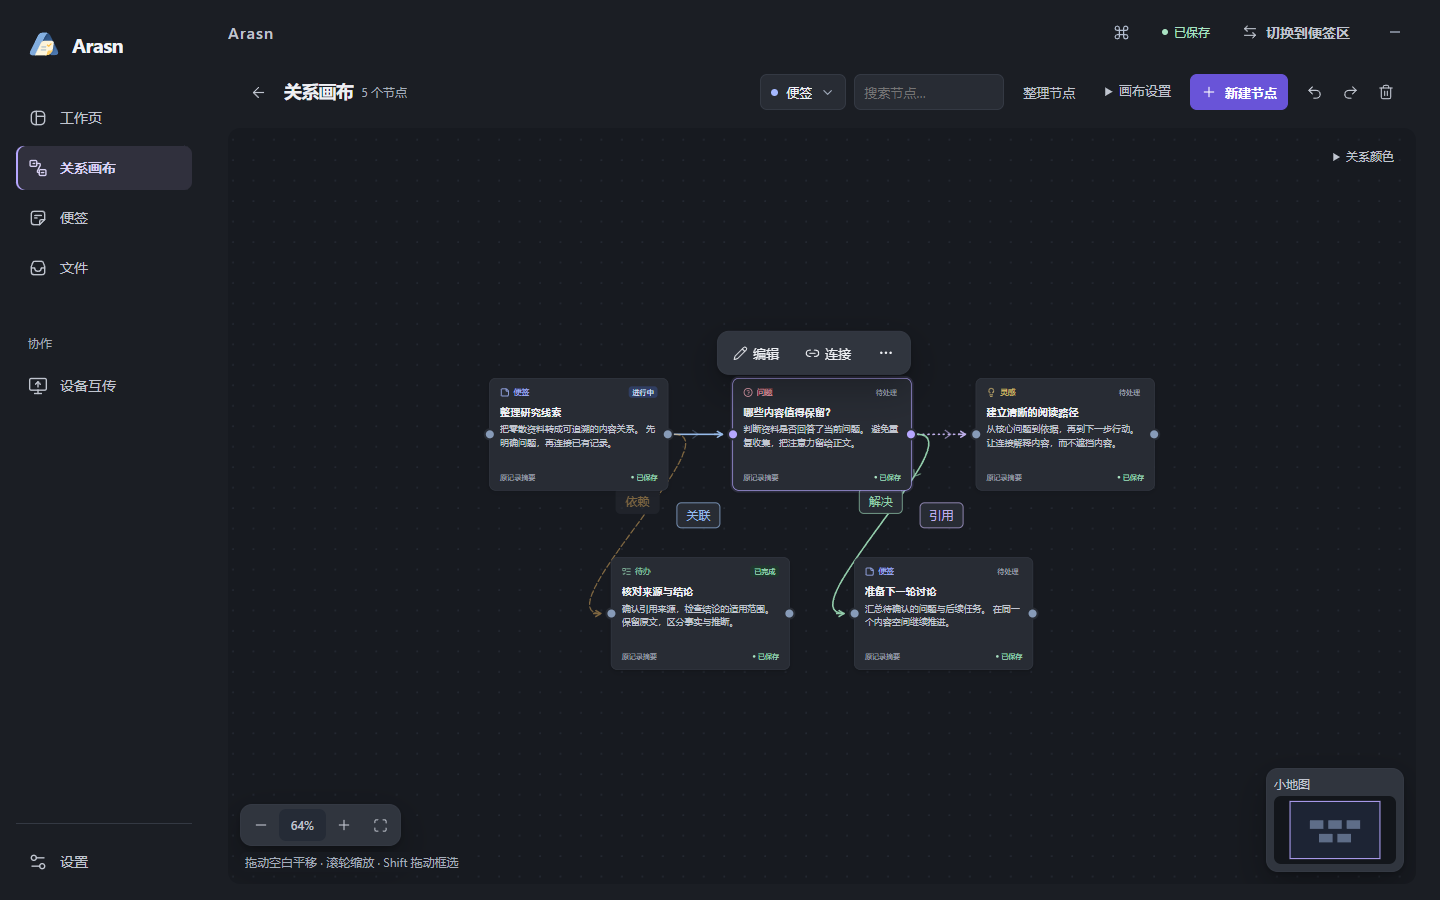 Arasn
Arasn
已保存
切换到便签区
工作页
关系画布
便签
文件
协作
设备互传
设置
关系画布
5 个节点
便签
搜索节点...
整理节点
画布设置
新建节点
关系颜色
编辑
连接
便签
进行中
整理研究线索
把零散资料转成可追溯的内容关系。 先
明确问题，再连接已有记录。
原记录摘要
已保存
问题
待处理
哪些内容值得保留？
判断资料是否回答了当前问题。 避免重
复收集，把注意力留给正文。
原记录摘要
已保存
灵感
待处理
建立清晰的阅读路径
从核心问题到依据，再到下一步行动。
让连接解释内容，而不遮挡内容。
原记录摘要
已保存
依赖
关联
解决
引用
待办
已完成
核对来源与结论
确认引用来源，检查结论的适用范围。
保留原文，区分事实与推断。
原记录摘要
已保存
便签
待处理
准备下一轮讨论
汇总待确认的问题与后续任务。 在同一
个内容空间继续推进。
原记录摘要
已保存
64%
拖动空白平移 · 滚轮缩放 · Shift 拖动框选
小地图